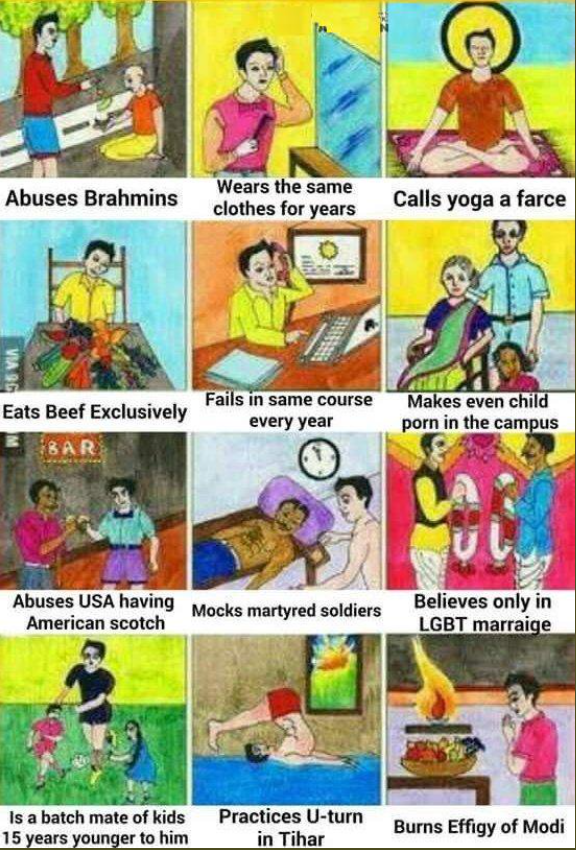 Abuses Brahmins
Wears the same
clothes for years
Calls yoga a farce
VIA 9G
Eats Beef Exclusively
Fails in same course
every year
Makes even child
porn in the campus
BAR
Abuses USA having
American scotch
Mocks martyred soldiers
Believes only in
LGBT marraige
Is a batch mate of kids
15 years younger to him
Practices U-turn
in Tihar
Burns Effigy of Modi